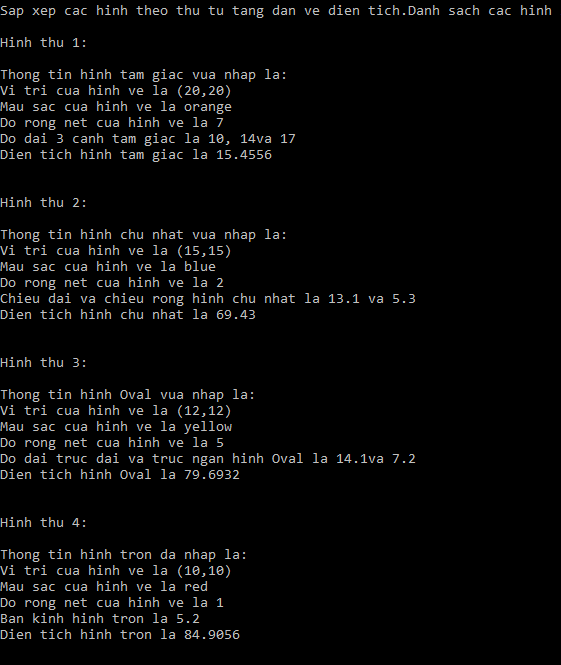 Sap xep cac hinh theo thu tu tang dan ve dien tich.Danh sach cac hinh
Hinh thu 1:
Thong tin hinh tam giac vua nhap la:
Vi tri cua hinh ve la (20,20)
Mau sac cua hinh ve la orange
Do rong net cua hinh ve la 7
Do dai 3 canh tam giac la 10, 14va 17
Dien tich hinh tam giac la 15.4556
Hinh thu 2:
Thong tin hinh chu nhat vua nhap la:
Vi tri cua hinh ve la (15,15)
Mau sac cua hinh ve la blue
Do rong net cua hinh ve la 2
Chieu dai va chieu rong hinh chu nhat la 13.1 va 5.3
Dien tich hinh chu nhat la 69.43
Hinh thu 3:
Thong tin hinh Oval vua nhap la:
Vi tri cua hinh ve la (12,12)
Mau sac cua hinh ve la yellow
Do rong net cua hinh ve la 5
Do dai truc dai va truc ngan hinh Oval la 14.1va 7.2
Dien tich hinh Oval la 79.6932
Hinh thu 4:
Thong tin hinh tron da nhap la:
Vi tri cua hinh ve la (10,10)
Mau sac cua hinh ve la red
Do rong net cua hinh ve la 1
Ban kinh hinh tron la 5.2
Dien tich hinh tron la 84.9056